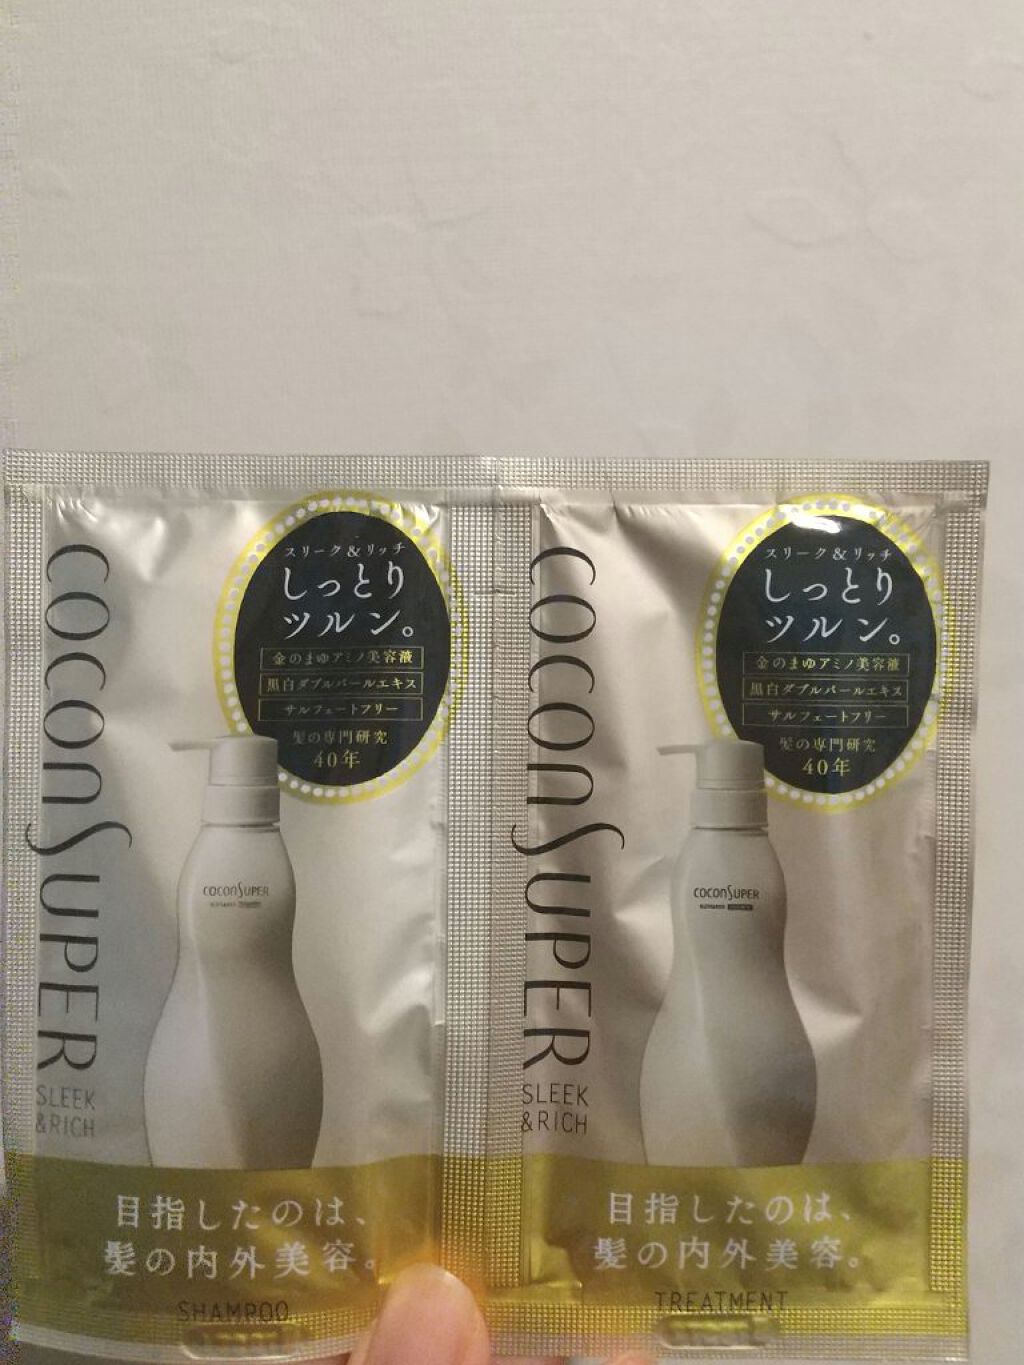 COCONSUPER
SLEEK
&RICH
スリーク&リッチ
しっとり
ツルン。
金のまゆアミノ美容液
黒白ダブルパールエキス
サルフェートフリー
髪の専門研究
40年
COCONSUPER
目指したのは、
髪の内外美容。
SHAMPOO
COCONSUPER
SLEEK
&RICH
スリーク&リッチ
しっとり
ツルン。
金のまゆアミノ美容液
黒白ダブルパールエキス
サルフェートフリー
髪の専門研究
40年
COCONSUPER
目指したのは、
髪の内外美容。
TREATMENT